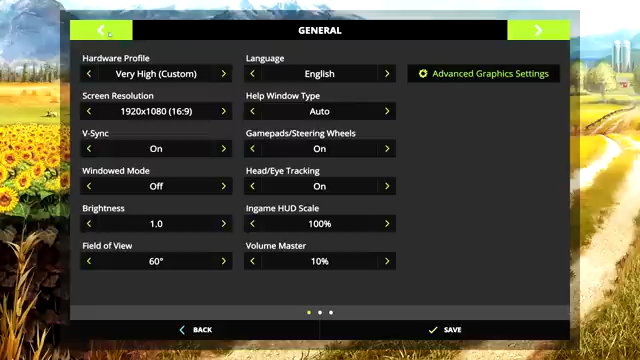 GENERAL
Hardware Profile
Very High (Custom)
Screen Resolution
1920x1080 (16:9)
V-Sync
On
Windowed Mode
Off
Brightness
1.0
Field of View
60°
Language
English
Help Window Type
Auto
Gamepads/Steering Wheels
On
Head/Eye Tracking
On
Ingame HUD Scale
100%
Volume Master
10%
Advanced Graphics Settings
BACK
SAVE